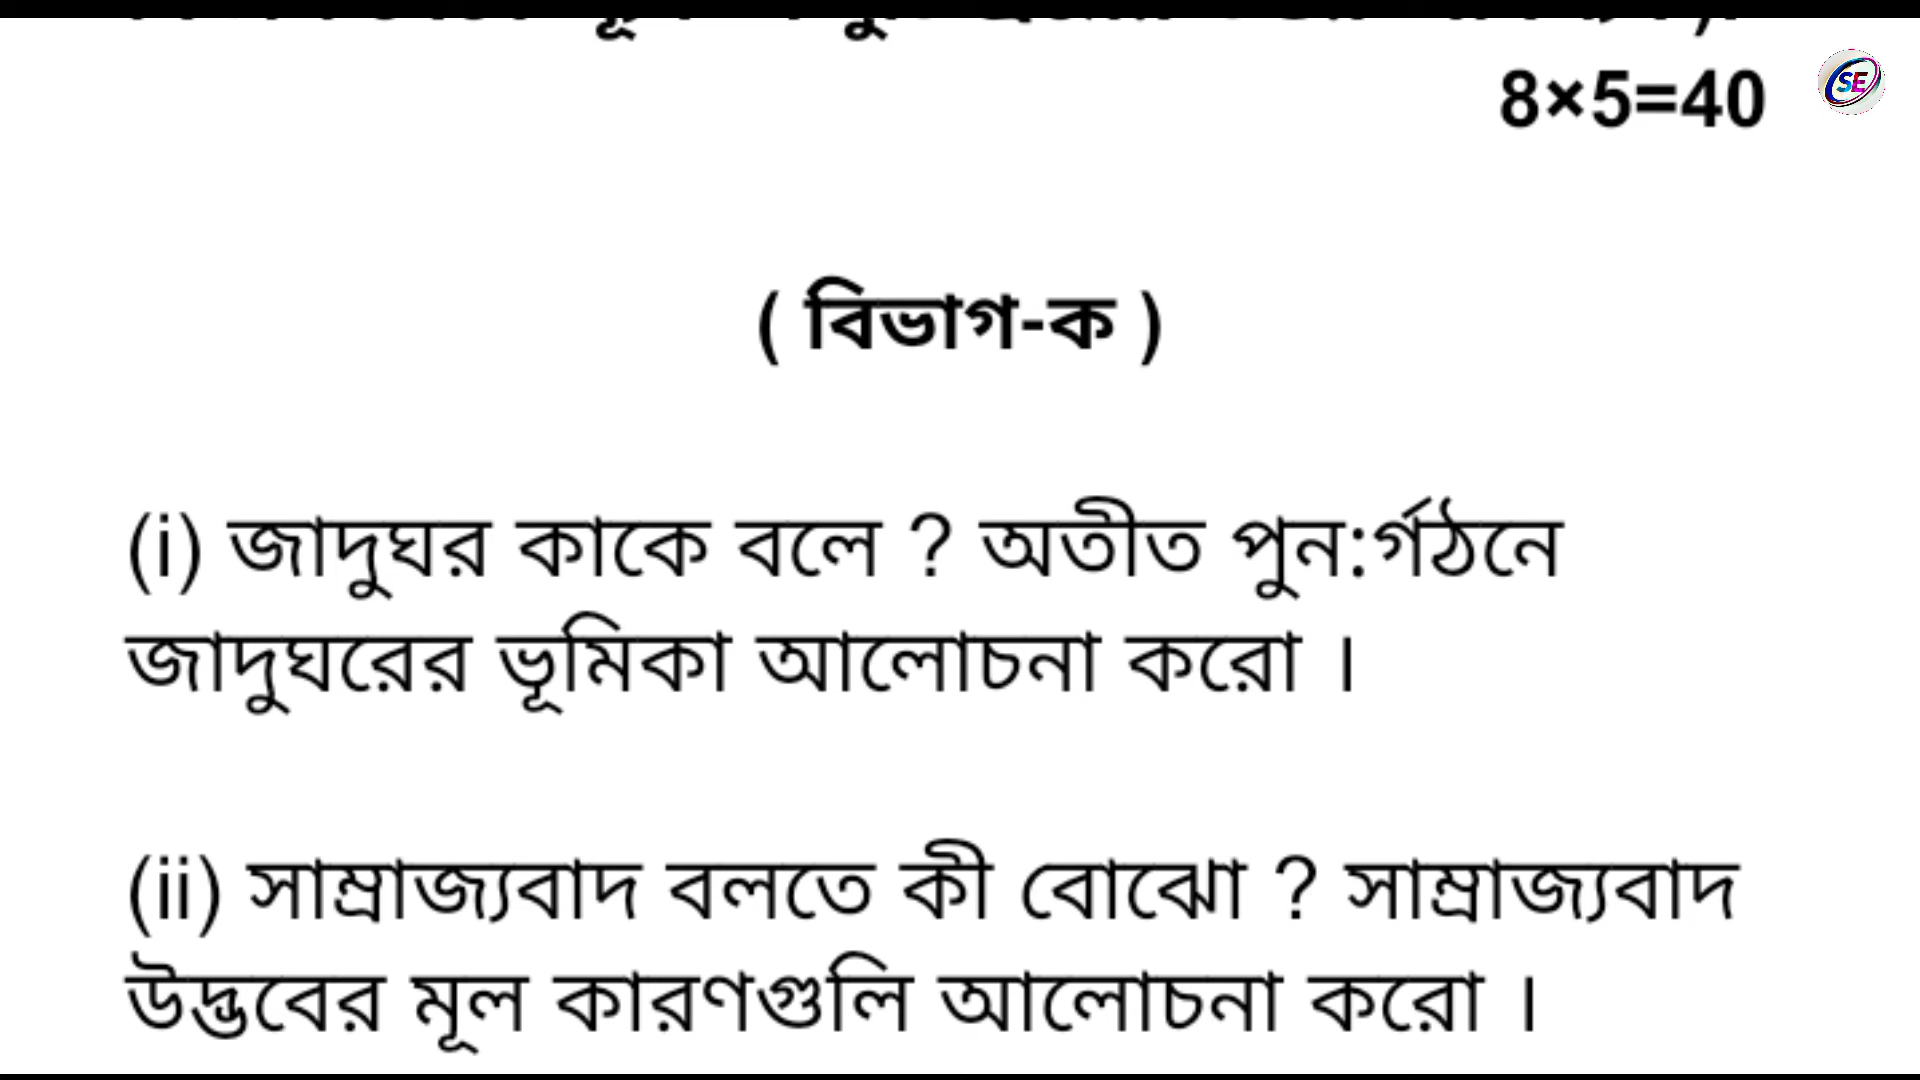 8×5=40
SE
( বিভাগ-ক )
(i) জাদুঘর কাকে বলে ? অতীত পুন:র্গঠনে
জাদুঘরের ভূমিকা আলোচনা করো ।
(ii) সাম্রাজ্যবাদ বলতে কী বোঝো ? সাম্রাজ্যবাদ
উদ্ভবের মূল কারণগুলি আলোচনা করো ।